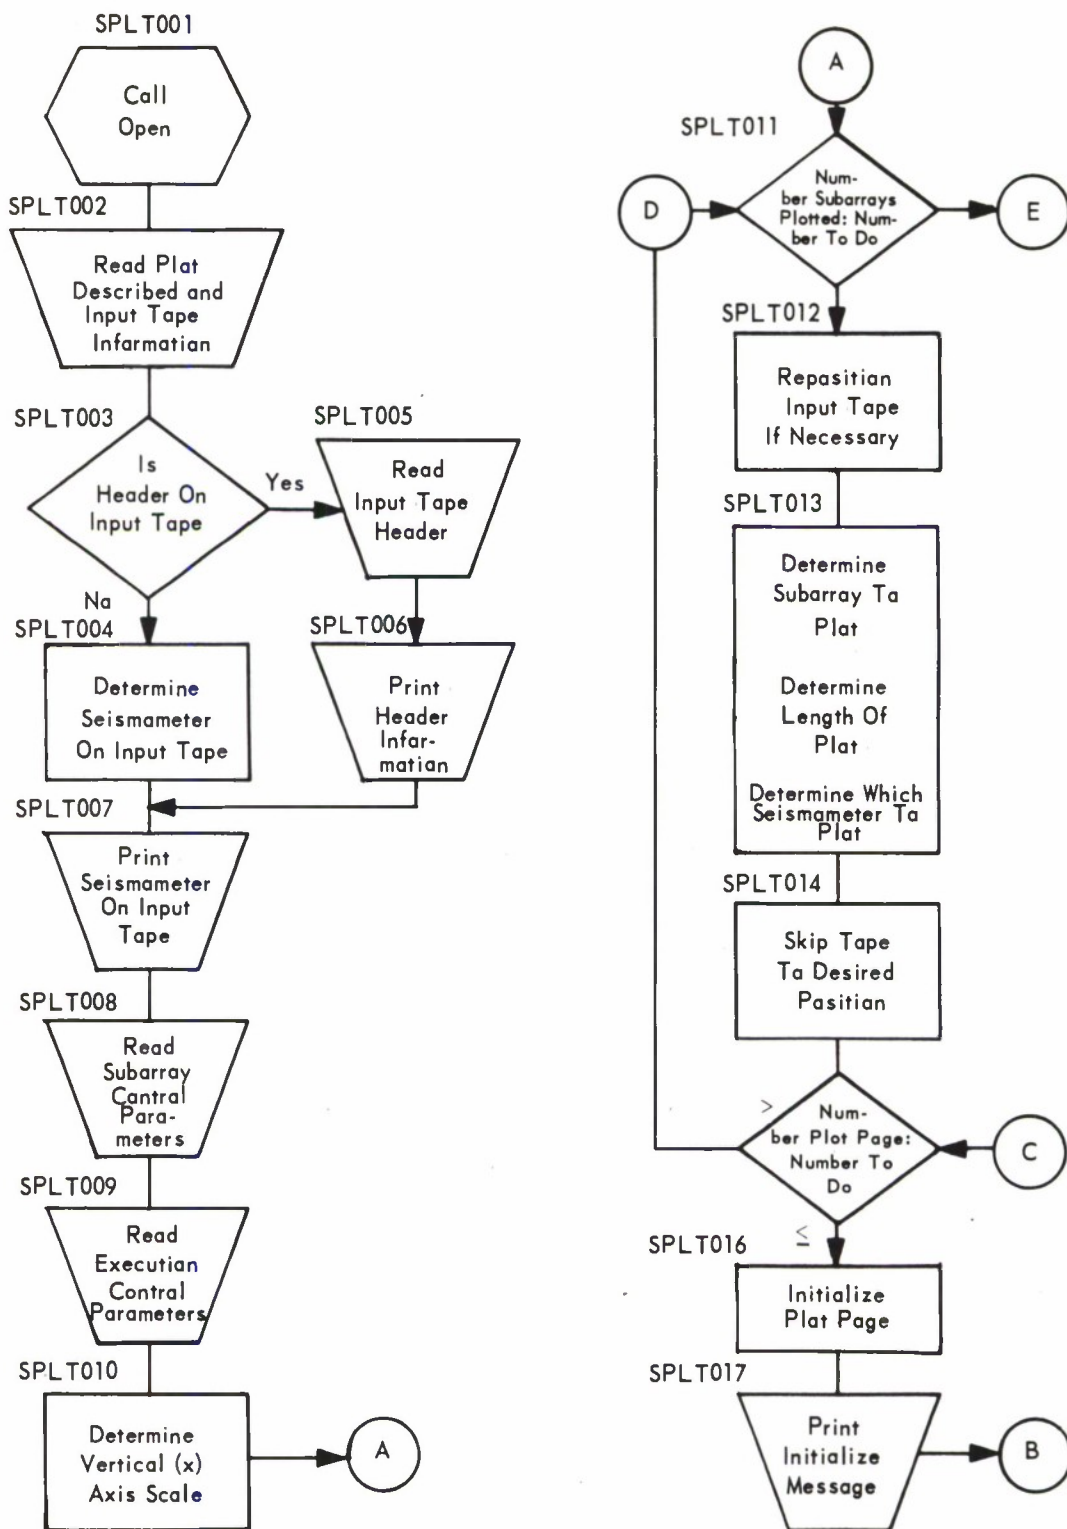 SPLT001
Call
Open
SPLT002
Read Plat
Described and
Input Tape
Infarmation
SPLT003
Is
Header On
Input Tape
Yes
Na
SPLT005
Read
Input Tape
Header
SPLT006
Print
Header
Infar-
matian
SPLT004
Determine
Seismameter
On Input Tape
SPLT007
Print
Seismameter
On Input
Tape
SPLT008
Read
Subarray
Cantral
Para-
meters
SPLT009
Read
Executian
Contral
Parameters
SPLT010
Determine
Vertical (x)
Axis Scale
A
A
SPLT011
Num-
ber Subarrays
Plotted: Num-
ber To Do
D
E
SPLT012
Repasitian
Input Tape
If Necessary
SPLT013
Determine
Subarray Ta
Plat
Determine
Length Of
Plat
Determine Which
Seismameter Ta
Plat
SPLT014
Skip Tape
Ta Desired
Pasitian
>
Num-
ber Plot Page:
Number To
Do
C
≤
SPLT016
Initialize
Plat Page
SPLT017
Print
Initialize
Message
B